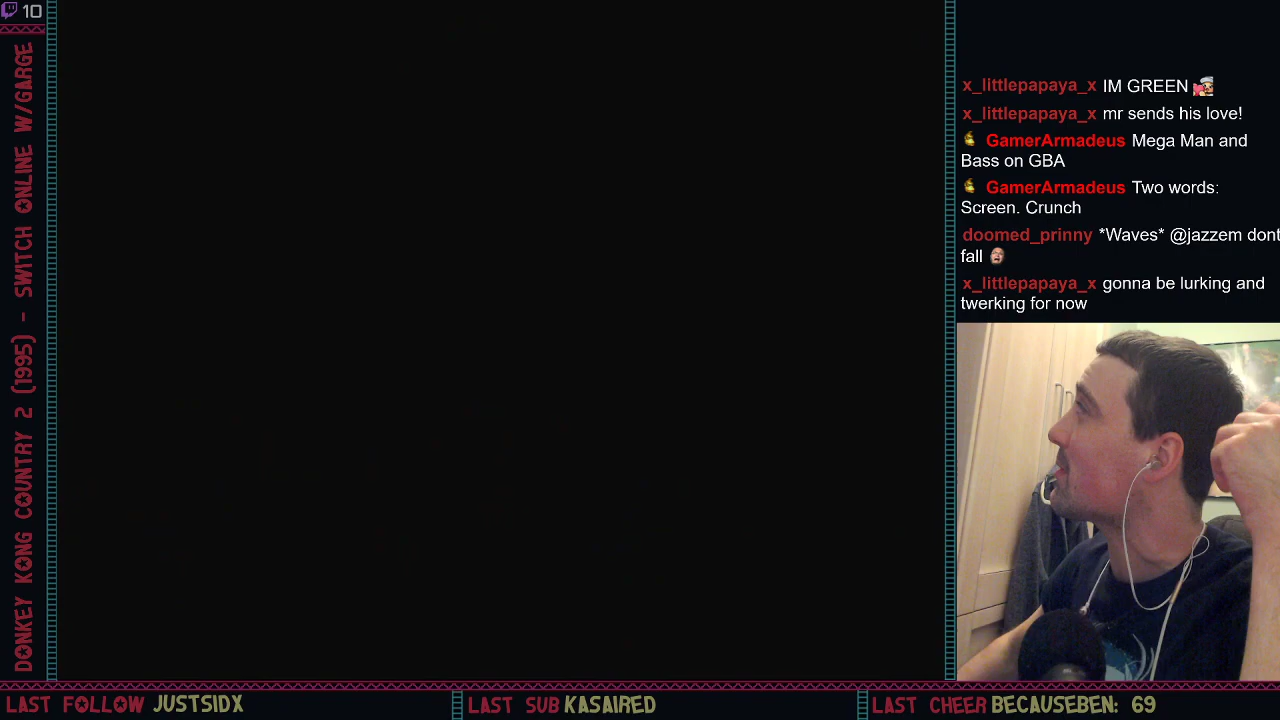 10
DONKEY KONG COUNTRY 2 (1995) - SWITCH ONLINE W/GARGE
x_littlepapaya_x IM GREEN
x_littlepapaya_x mr sends his love!
GamerArmadeus Mega Man and
Bass on GBA
GamerArmadeus Two words:
Screen. Crunch
doomed_prinny *Waves* @jazzem dont
fall
x_littlepapaya_x gonna be lurking and
twerking for now
LAST FOLLOW JUSTSIDX
LAST SUB KASAIRED
LAST CHEER BECAUSEBEN: 69